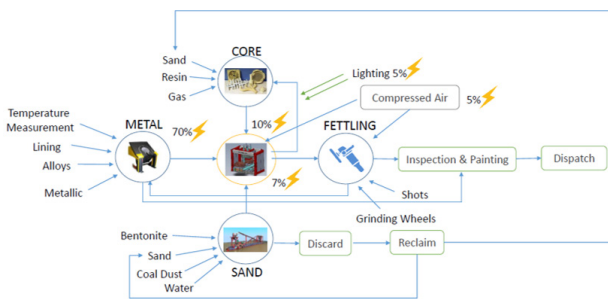 CORE
Sand
Resin
Gas
Lighting 5%
Compressed Air
5%
Temperature
Measurement
Lining
Alloys
Metallic
METAL
70%
10%
7%
FETTLING
Inspection & Painting
Dispatch
Shots
Grinding Wheels
Bentonite
Sand
Coal Dust
Water
SAND
Discard
Reclaim